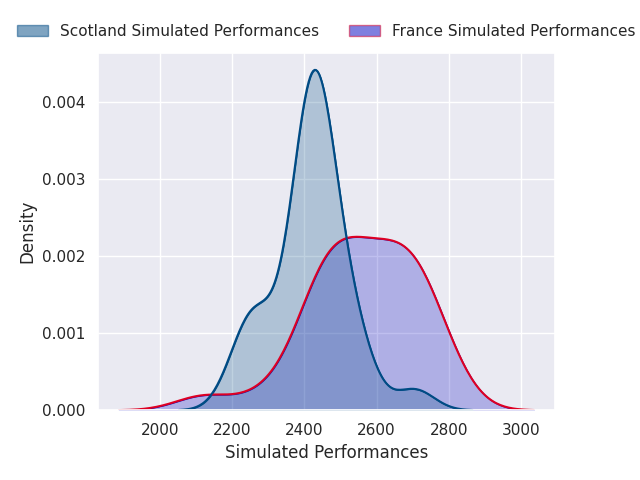 Scotland Simulated Performances France Simulated Performances
0.004
0.003
0.002
0.001
0.000
Density
2000 2200 2400 2600 2800 3000
Simulated Performances